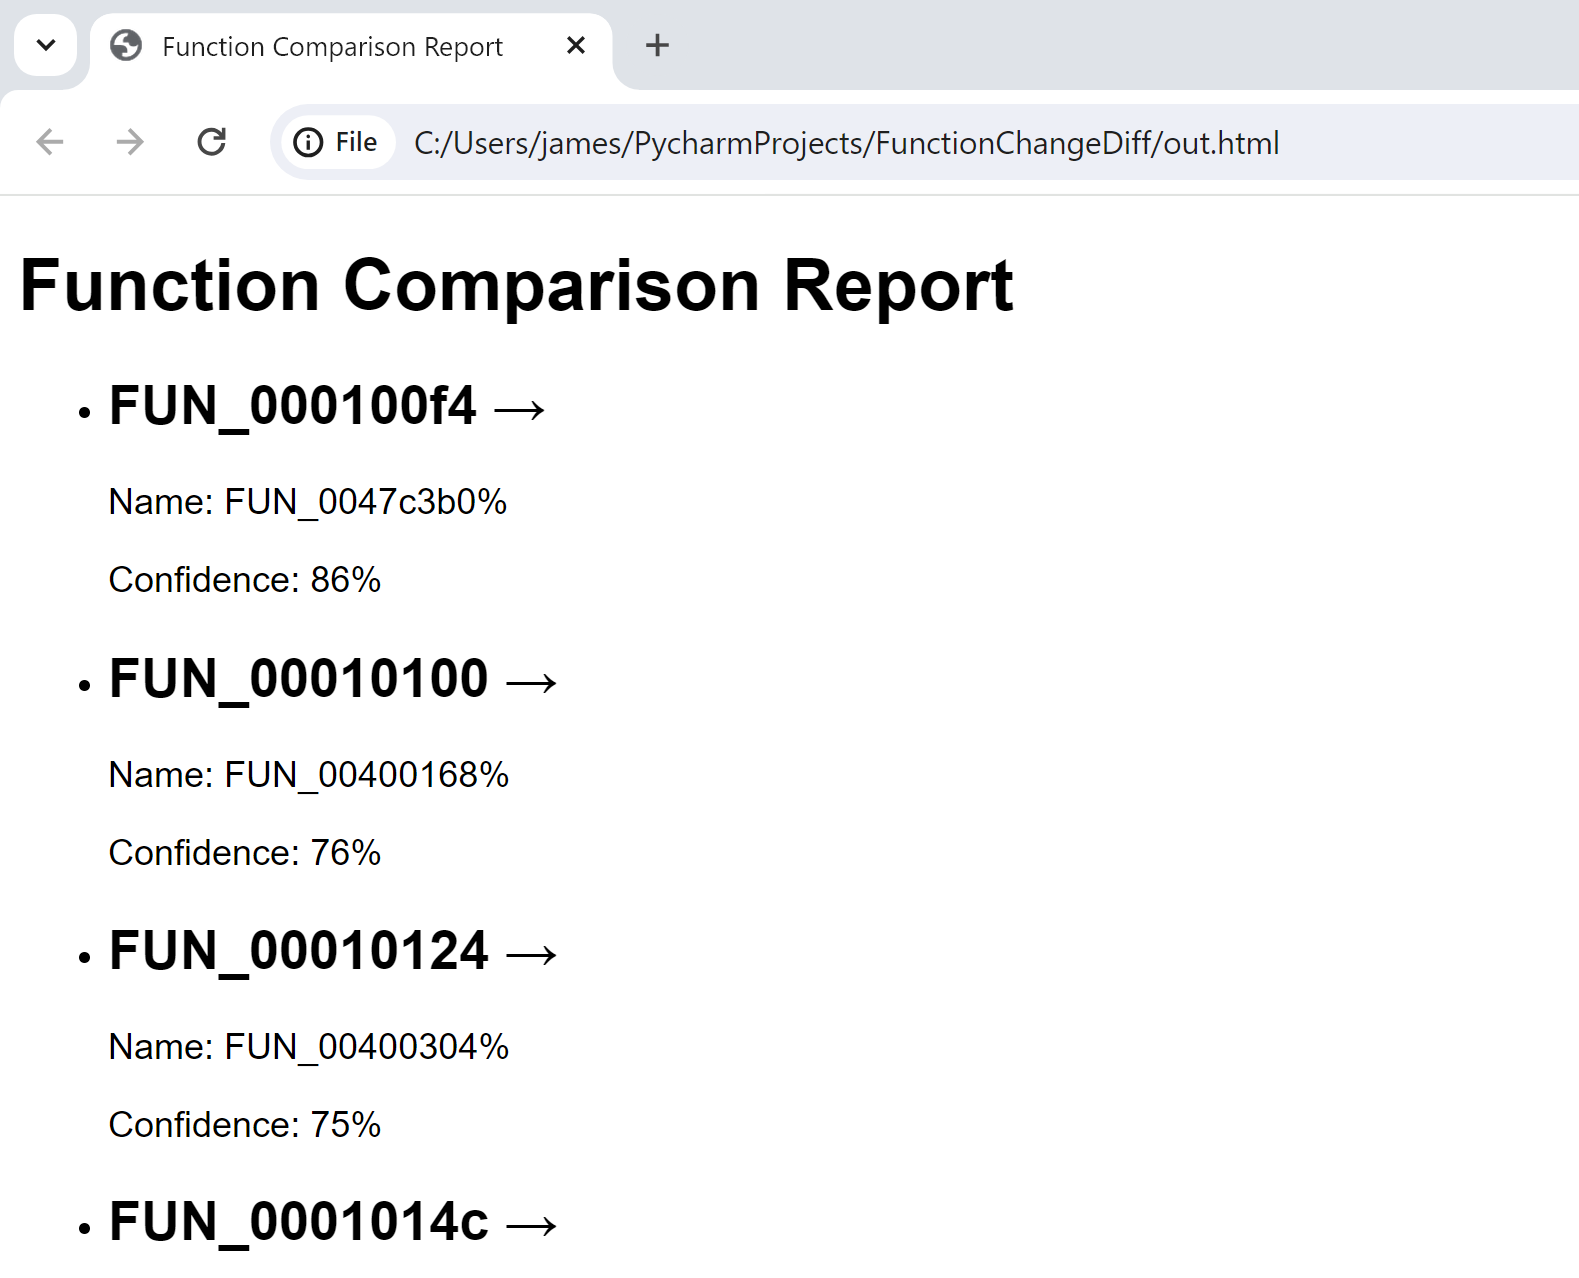 Function Comparison Report
File C:/Users/james/PycharmProjects/FunctionChangeDiff/out.html
Function Comparison Report
• FUN_000100f4 →
Name: FUN_0047c3b0%
Confidence: 86%
• FUN_00010100 →
Name: FUN_00400168%
Confidence: 76%
• FUN_00010124 →
Name: FUN_00400304%
Confidence: 75%
• FUN_0001014c →